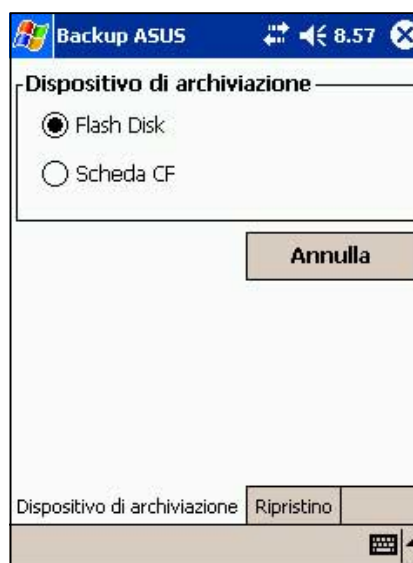 Backup ASUS 8.57
Dispositivo di archiviazione
Flash Disk
Scheda CF
Annulla
Dispositivo di archiviazione Ripristino